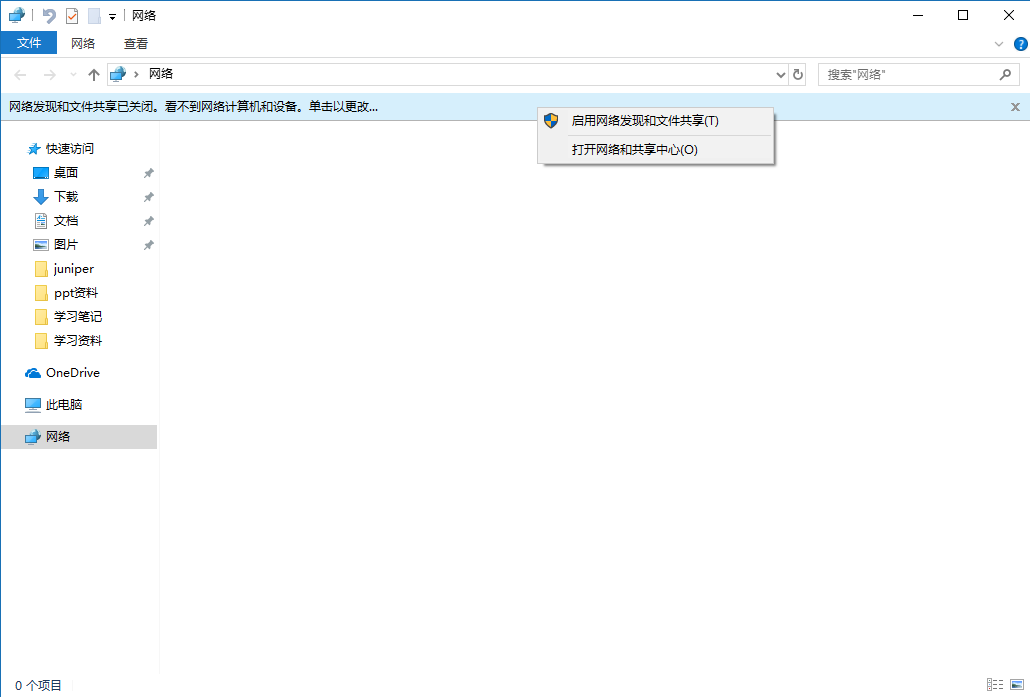 网络
文件 网络 查看
网络
搜索"网络"
网络发现和文件共享已关闭。看不到网络计算机和设备。单击以更改...
启用网络发现和文件共享(T)
打开网络和共享中心(O)
快速访问
桌面
下载
文档
图片
juniper
ppt资料
学习笔记
学习资料
OneDrive
此电脑
网络
0 个项目